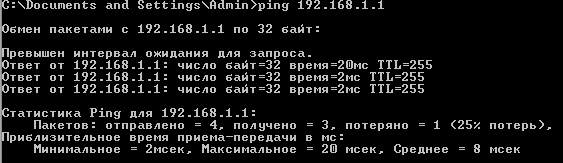 C:\Documents and Settings\Admin>ping 192.168.1.1
Обмен пакетами с 192.168.1.1 по 32 байт:
Превышен интервал ожидания для запроса.
Ответ от 192.168.1.1: число байт=32 время=20мс TTL=255
Ответ от 192.168.1.1: число байт=32 время=2мс TTL=255
Ответ от 192.168.1.1: число байт=32 время=2мс TTL=255
Статистика Ping для 192.168.1.1:
Пакетов: отправлено = 4, получено = 3, потеряно = 1 (25% потерь),
Приблизительное время приема-передачи в мс:
Минимальное = 2мсек, Максимальное = 20 мсек, Среднее = 8 мсек